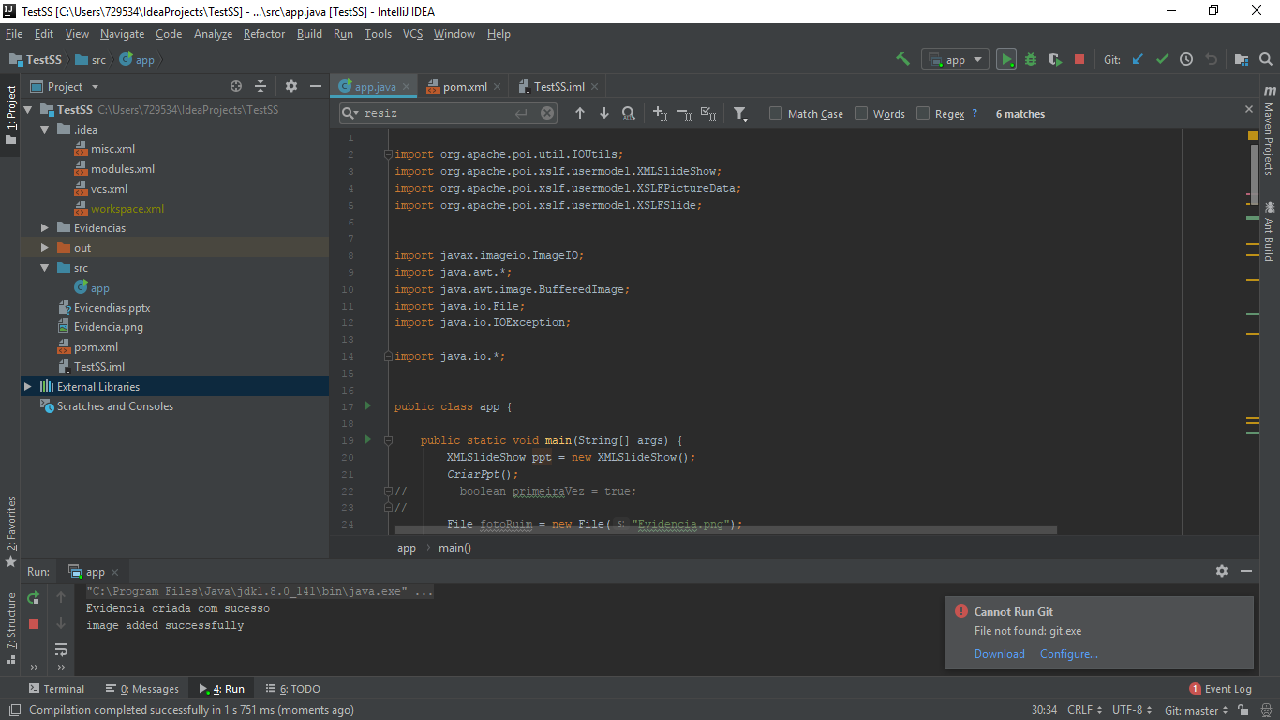 TestSS [C:\Users\729534\IdeaProjects\TestSS] - ...\src\app.java [TestSS] - IntelliJ IDEA
File Edit View Navigate Code Analyze Refactor Build Run Tools VCS Window Help
TestSS src app
app Git:
Project
app.java pom.xml TestSS.iml
1: Project
TestSS C:\Users\729534\IdeaProjects\TestSS
.idea
misc.xml
modules.xml
vcs.xml
workspace.xml
Evidencias
out
src
app
Evicendias.pptx
Evidencia.png
pom.xml
TestSS.iml
External Libraries
Scratches and Consoles
resiz
Match Case Words Regex ? 6 matches
1
2 import org.apache.poi.util.IOUtils;
3 import org.apache.poi.xslf.usermodel.XMLSlideShow;
4 import org.apache.poi.xslf.usermodel.XSLFPictureData;
5 import org.apache.poi.xslf.usermodel.XSLFSlide;
6
7
8 import javax.imageio.ImageIO;
9 import java.awt.*;
10 import java.awt.image.BufferedImage;
11 import java.io.File;
12 import java.io.IOException;
13
14 import java.io.*;
15
16
17 public class app {
18
19 public static void main(String[] args) {
20 XMLSlideShow ppt = new XMLSlideShow();
21 CriarPpt();
22 // boolean primeiraVez = true;
23 //
24 File fotoRuim = new File( s: "Evidencia.png");
app main()
Maven Projects
Ant Build
2: Favorites
7: Structure
Run: app
"C:\Program Files\Java\jdk1.8.0_141\bin\java.exe" ...
Evidencia criada com sucesso
image added successfully
Cannot Run Git
File not found: git.exe
Download Configure...
Terminal 0: Messages 4: Run 6: TODO
1 Event Log
Compilation completed successfully in 1 s 751 ms (moments ago)
30:34 CRLF UTF-8 Git: master